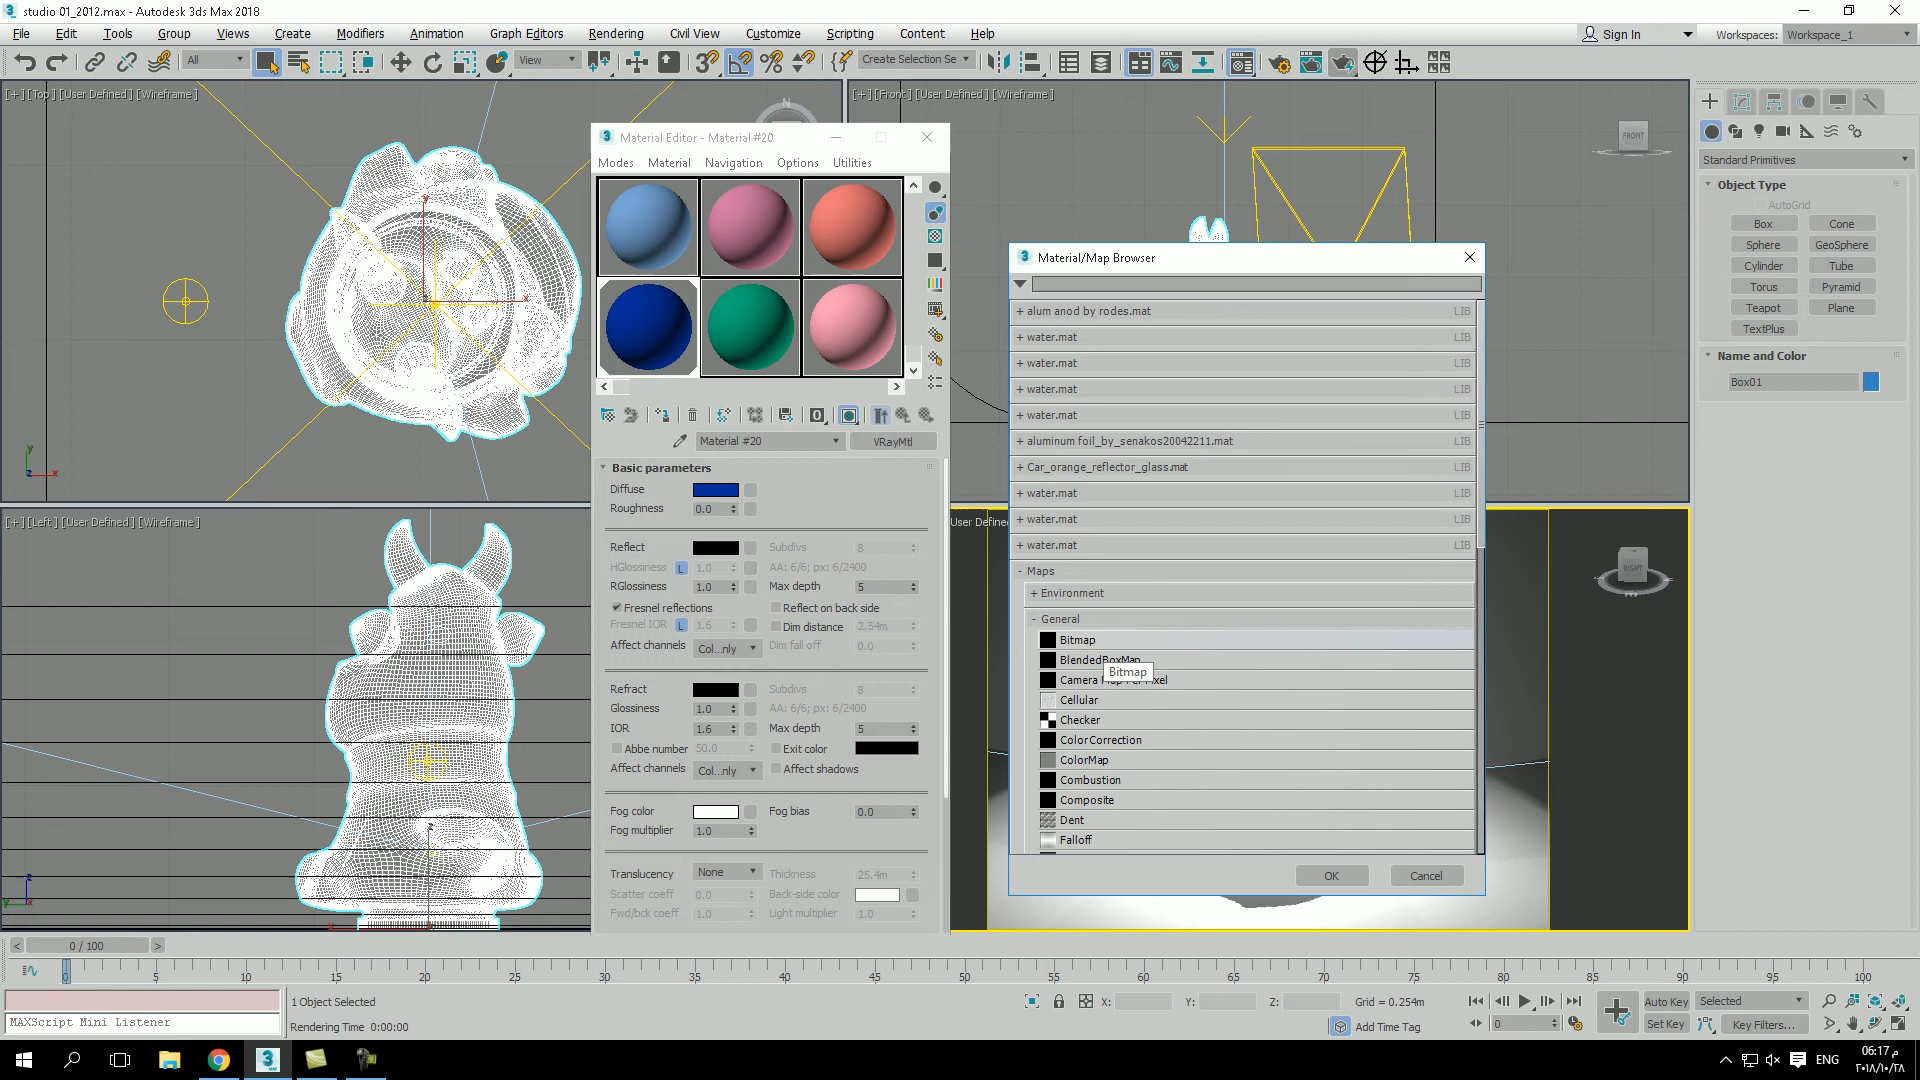 studio 01_2012.max - Autodesk 3ds Max 2018
File Edit Tools Group Views Create Modifiers Animation Graph Editors Rendering Civil View Customize Scripting Content Help
Sign In Workspaces: Workspace_1
All View Create Selection Se
[+] [Top] [User Defined] [Wireframe]
[+] [Front] [User Defined] [Wireframe]
N
FRONT
Material Editor - Material #20
Modes Material Navigation Options Utilities
Material #20 VRayMtl
Basic parameters
Diffuse
Roughness 0.0
Reflect Subdivs 8
HGlossiness L 1.0 AA: 6/6; px: 6/2400
RGlossiness 1.0 Max depth 5
Fresnel reflections Reflect on back side
Fresnel IOR L 1.6 Dim distance 2.54m
Affect channels Col...nly Dim fall off 0.0
Refract Subdivs 8
Glossiness 1.0 AA: 6/6; px: 6/2400
IOR 1.6 Max depth 5
Abbe number 50.0 Exit color
Affect channels Col...nly Affect shadows
Fog color Fog bias 0.0
Fog multiplier 1.0
Translucency None Thickness 25.4m
Scatter coeff 0.0 Back-side color
Fwd/bck coeff 1.0 Light multiplier 1.0
Material/Map Browser
+ alum anod by rodes.mat LIB
+ water.mat LIB
+ water.mat LIB
+ water.mat LIB
+ water.mat LIB
+ aluminum foil_by_senakos20042211.mat LIB
+ Car_orange_reflector_glass.mat LIB
+ water.mat LIB
+ water.mat LIB
+ water.mat LIB
- Maps
+ Environment
- General
Bitmap
BlendedBoxMap
Bitmap
Camera Map Per Pixel
Cellular
Checker
ColorCorrection
ColorMap
Combustion
Composite
Dent
Falloff
OK Cancel
Standard Primitives
Object Type
AutoGrid
Box Cone
Sphere GeoSphere
Cylinder Tube
Torus Pyramid
Teapot Plane
TextPlus
Name and Color
Box01
[+] [Left] [User Defined] [Wireframe]
User Define
RIGHT
0 / 100
0 5 10 15 20 25 30 35 40 45 50 55 60 65 70 75 80 85 90 95 100
1 Object Selected
MAXScript Mini Listener
Rendering Time 0:00:00
X: Y: Z: Grid = 0.254m
Add Time Tag
0
Auto Key Selected
Set Key Key Filters...
ENG
06:17 م
٢٠١٨/١٠/٢٨